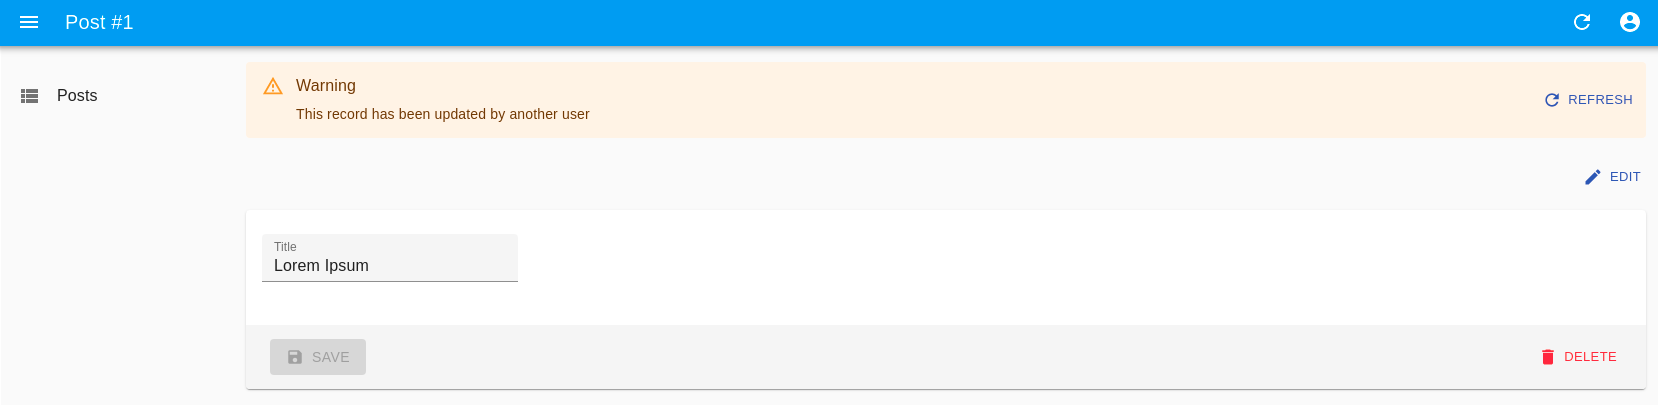 Post #1
Posts
Warning
This record has been updated by another user
REFRESH
EDIT
Title
Lorem Ipsum
SAVE
DELETE